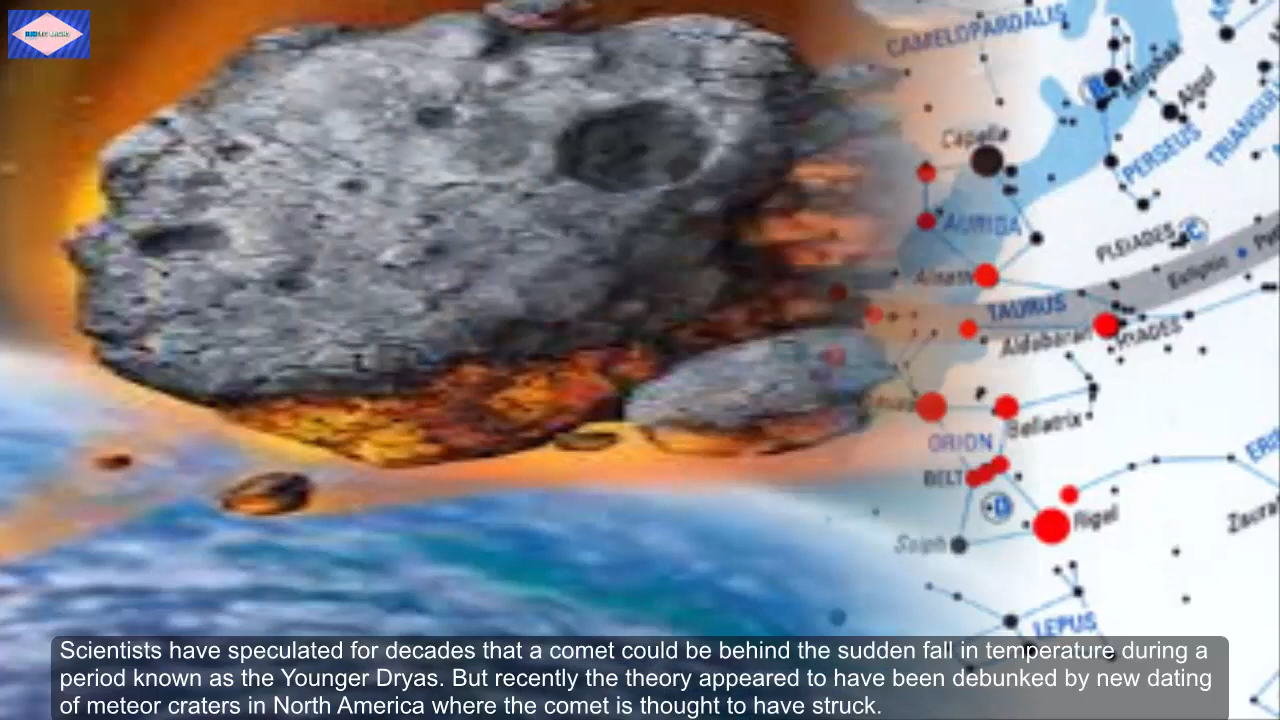 CAMELOPARDALIS
Mirphak
Algol
Capella
PERSEUS
AURIGA
PLEIADES C
Alnath
Ecliptic
TAURUS
Aldebaran
HYADES
Bellatrix
ORION
BELT
Rigel
Saiph
LEPUS
Scientists have speculated for decades that a comet could be behind the sudden fall in temperature during a
period known as the Younger Dryas. But recently the theory appeared to have been debunked by new dating
of meteor craters in North America where the comet is thought to have struck.